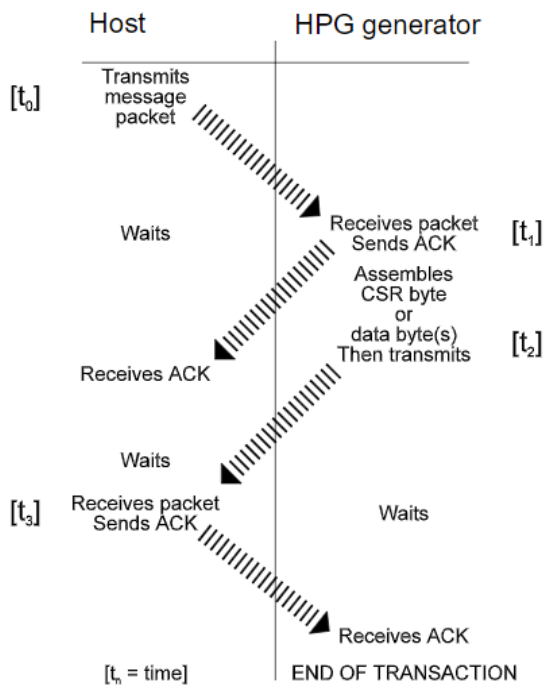 Host
HPG generator
[t₀]
Transmits
message
packet
Waits
Receives packet
Sends ACK
[t₁]
Assembles
CSR byte
or
data byte(s)
Then transmits
[t₂]
Receives ACK
Waits
[t₃]
Receives packet
Sends ACK
Waits
Receives ACK
[tₙ = time]
END OF TRANSACTION